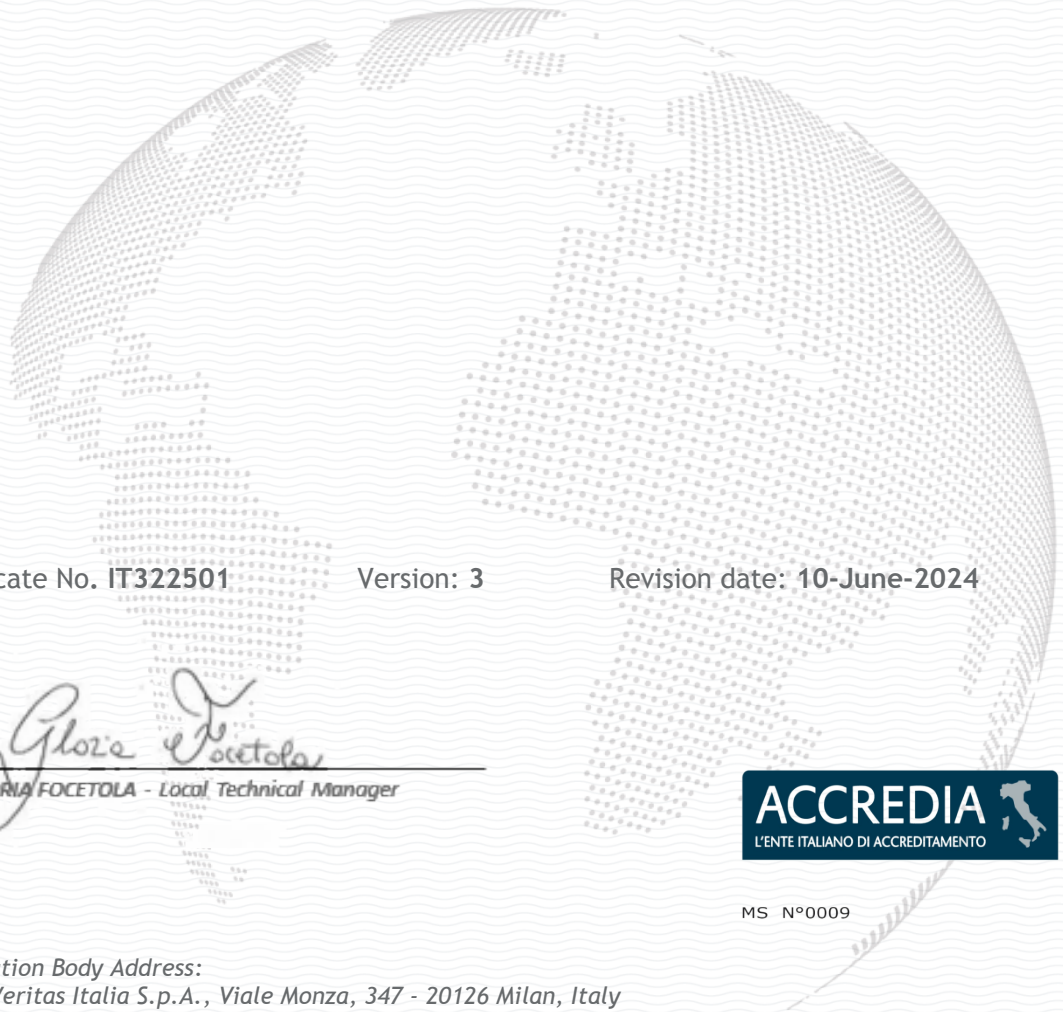 cate No. IT322501 Version: 3 Revision date: 10-June-2024
Gloria Focetola
RIA FOCETOLA - Local Technical Manager
ACCREDIA
L'ENTE ITALIANO DI ACCREDITAMENTO
MS N°0009
tion Body Address:
Veritas Italia S.p.A., Viale Monza, 347 - 20126 Milan, Italy